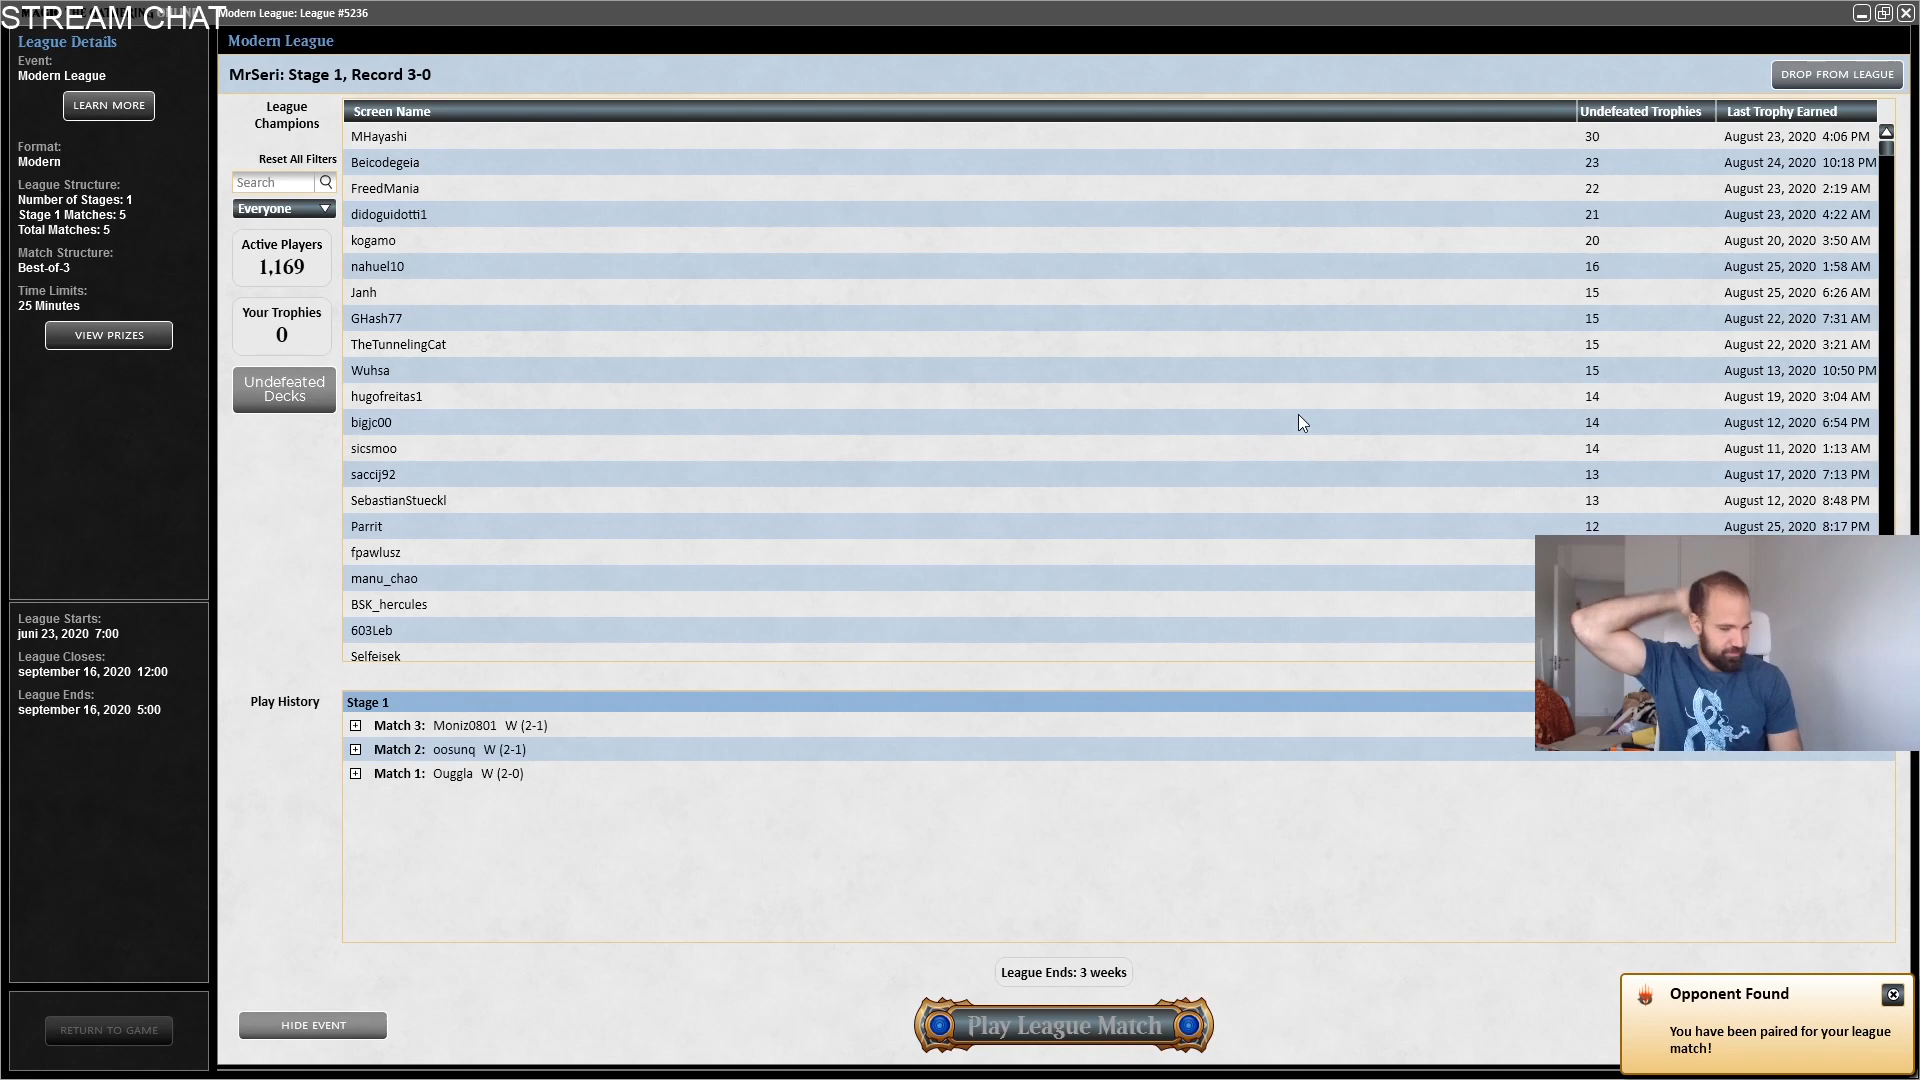 STREAM CHAT
Modern League: League #5236
League Details
Event:
Modern League
LEARN MORE
Format:
Modern
League Structure:
Number of Stages: 1
Stage 1 Matches: 5
Total Matches: 5
Match Structure:
Best-of-3
Time Limits:
25 Minutes
VIEW PRIZES
League Starts:
juni 23, 2020 7:00
League Closes:
september 16, 2020 12:00
League Ends:
september 16, 2020 5:00
RETURN TO GAME
Modern League
MrSeri: Stage 1, Record 3-0
DROP FROM LEAGUE
League
Champions
Reset All Filters
Search
Everyone
Active Players
1,169
Your Trophies
0
Undefeated
Decks
Screen Name Undefeated Trophies Last Trophy Earned
MHayashi 30 August 23, 2020 4:06 PM
Beicodegeia 23 August 24, 2020 10:18 PM
FreedMania 22 August 23, 2020 2:19 AM
didoguidotti1 21 August 23, 2020 4:22 AM
kogamo 20 August 20, 2020 3:50 AM
nahuel10 16 August 25, 2020 1:58 AM
Janh 15 August 25, 2020 6:26 AM
GHash77 15 August 22, 2020 7:31 AM
TheTunnelingCat 15 August 22, 2020 3:21 AM
Wuhsa 15 August 13, 2020 10:50 PM
hugofreitas1 14 August 19, 2020 3:04 AM
bigjc00 14 August 12, 2020 6:54 PM
sicsmoo 14 August 11, 2020 1:13 AM
saccij92 13 August 17, 2020 7:13 PM
SebastianStueckl 13 August 12, 2020 8:48 PM
Parrit 12 August 25, 2020 8:17 PM
fpawlusz
manu_chao
BSK_hercules
603Leb
Selfeisek
Play History
Stage 1
Match 3: Moniz0801 W (2-1)
Match 2: oosunq W (2-1)
Match 1: Ouggla W (2-0)
League Ends: 3 weeks
HIDE EVENT
Play League Match
Opponent Found
You have been paired for your league
match!